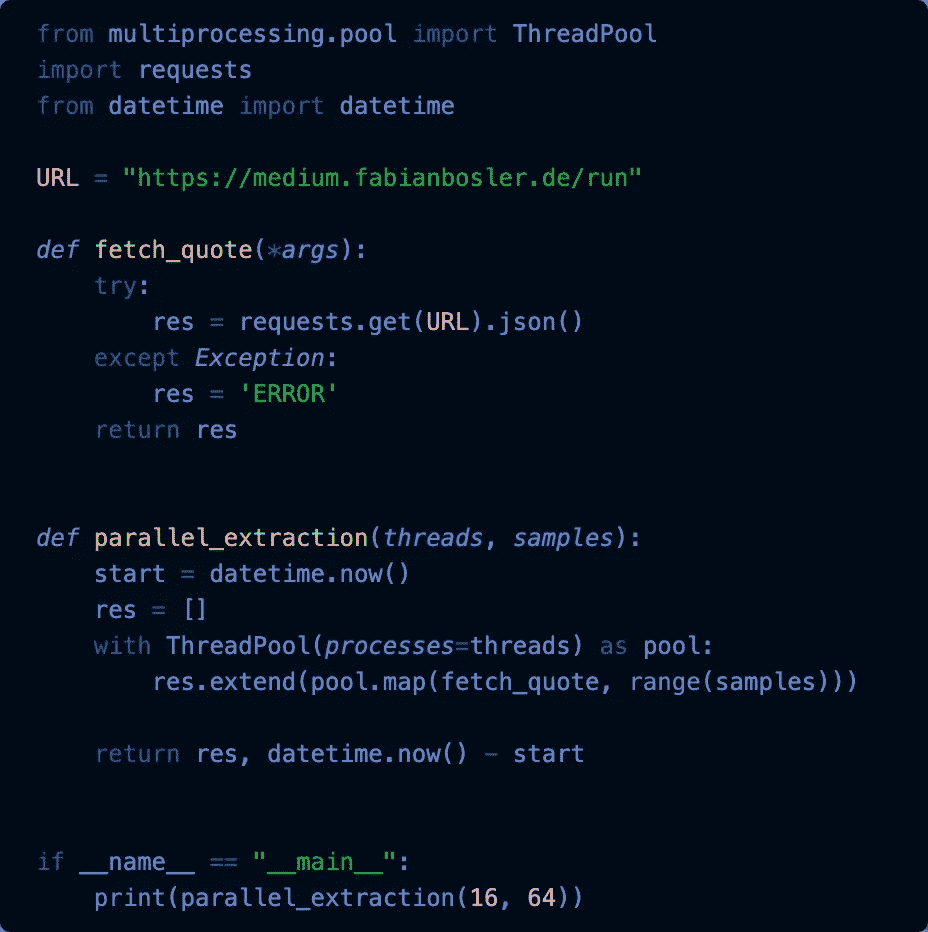 from multiprocessing.pool import ThreadPool
import requests
from datetime import datetime

URL = "https://medium.fabianbosler.de/run"

def fetch_quote(*args):
    try:
        res = requests.get(URL).json()
    except Exception:
        res = 'ERROR'
    return res


def parallel_extraction(threads, samples):
    start = datetime.now()
    res = []
    with ThreadPool(processes=threads) as pool:
        res.extend(pool.map(fetch_quote, range(samples)))

    return res, datetime.now() - start


if __name__ == "__main__":
    print(parallel_extraction(16, 64))